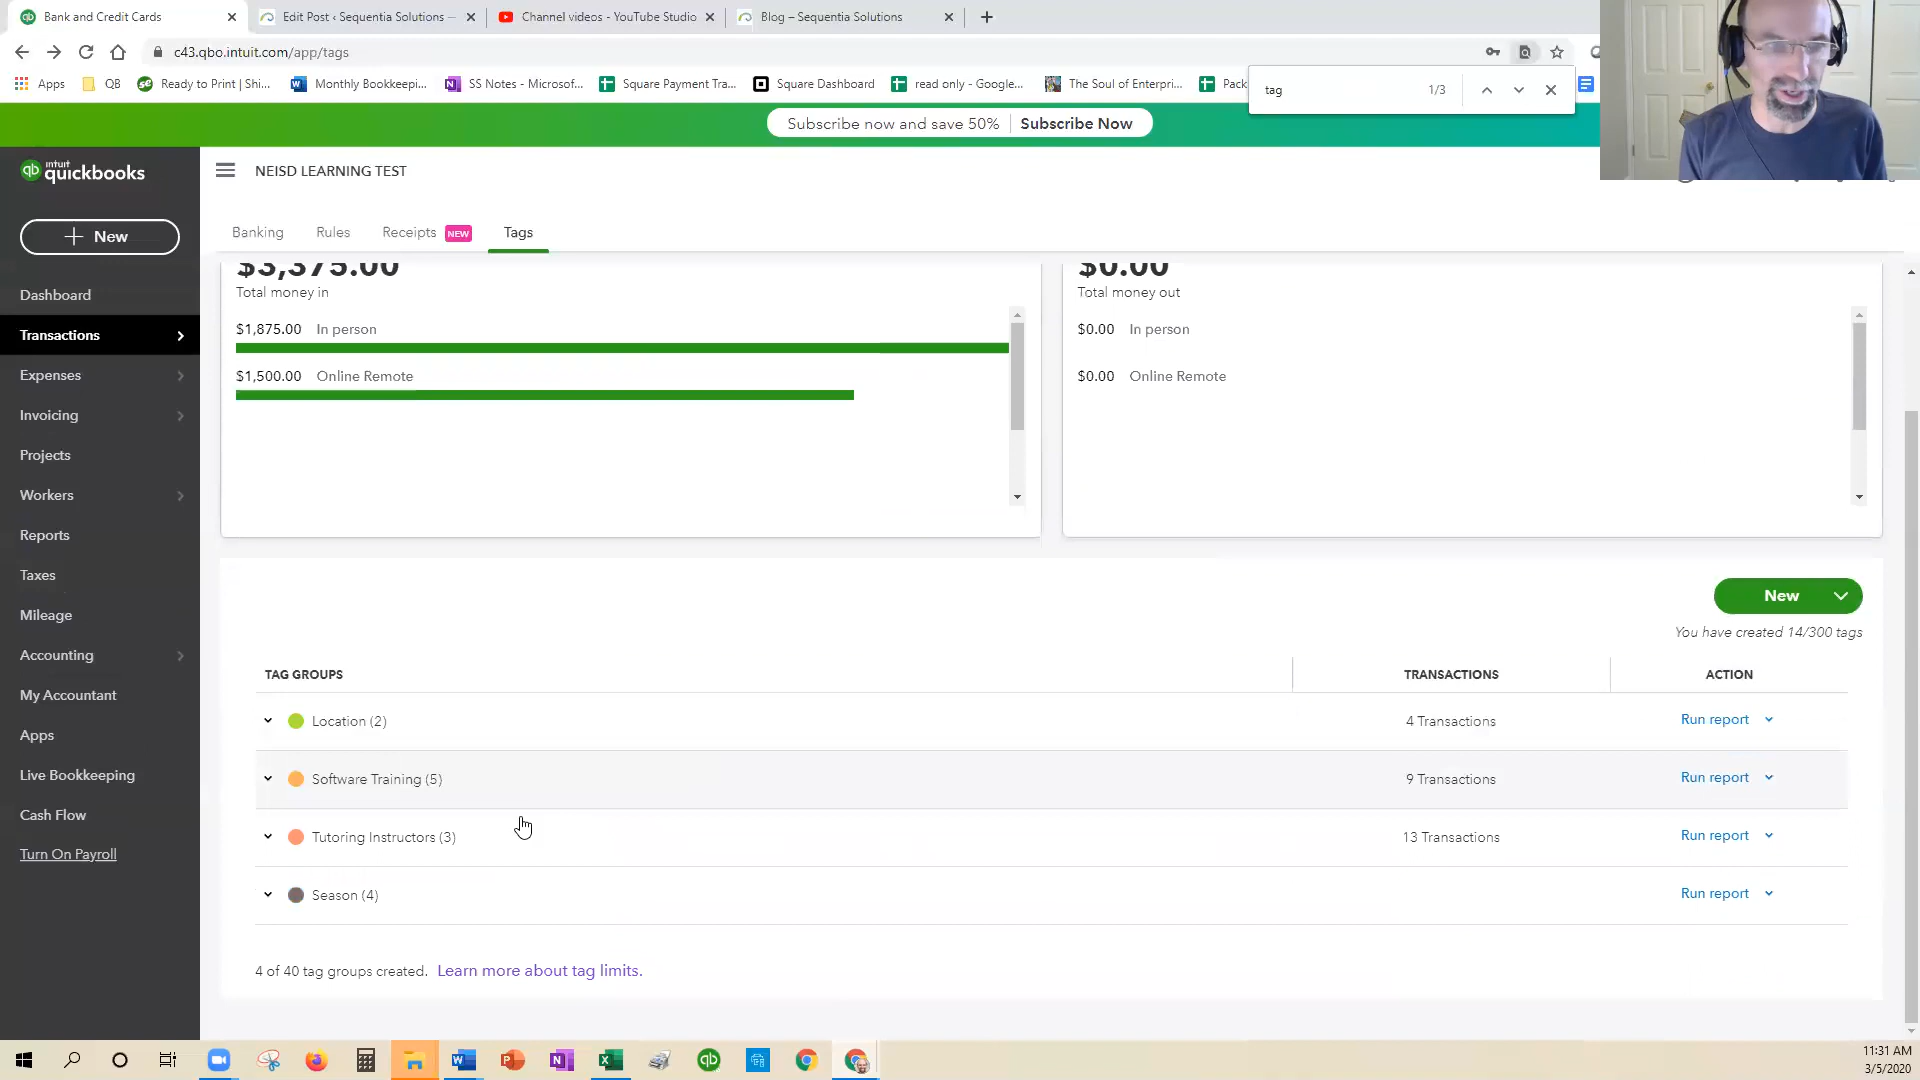 Bank and Credit Cards
Edit Post ‹ Sequentia Solutions —
Channel videos - YouTube Studio
Blog – Sequentia Solutions
c43.qbo.intuit.com/app/tags
Apps
QB
Ready to Print | Shi...
Monthly Bookkeepi...
SS Notes - Microsof...
Square Payment Tra...
Square Dashboard
read only - Google...
The Soul of Enterpri...
Pack
tag 1/3
Subscribe now and save 50% Subscribe Now
intuit
quickbooks
NEISD LEARNING TEST
New
Banking Rules Receipts NEW Tags
Dashboard
Transactions
Expenses
Invoicing
Projects
Workers
Reports
Taxes
Mileage
Accounting
My Accountant
Apps
Live Bookkeeping
Cash Flow
Turn On Payroll
$3,375.00
Total money in
$1,875.00 In person
$1,500.00 Online Remote
$0.00
Total money out
$0.00 In person
$0.00 Online Remote
New
You have created 14/300 tags
TAG GROUPS TRANSACTIONS ACTION
Location (2) 4 Transactions Run report
Software Training (5) 9 Transactions Run report
Tutoring Instructors (3) 13 Transactions Run report
Season (4) Run report
4 of 40 tag groups created. Learn more about tag limits.
11:31 AM
3/5/2020